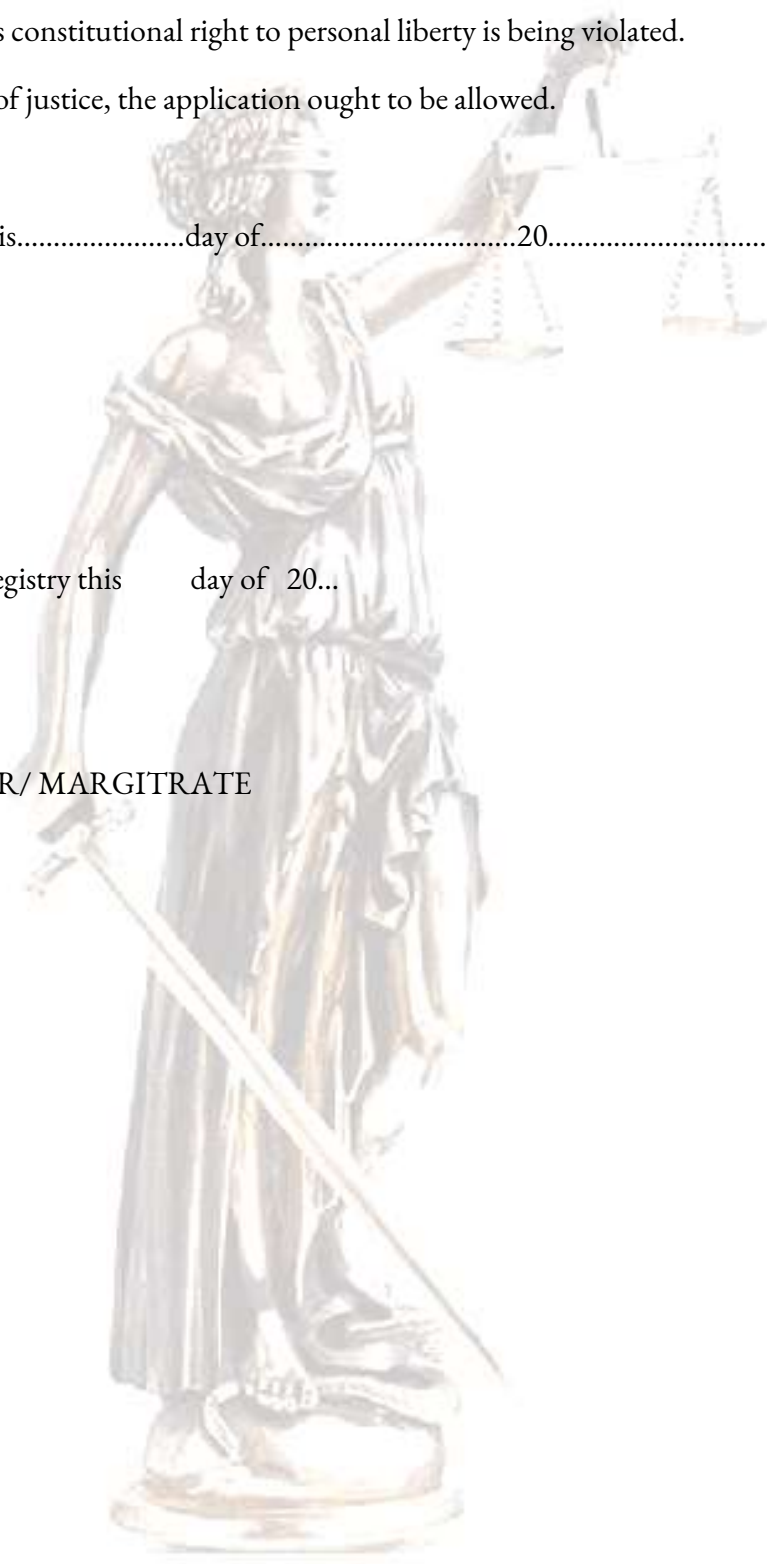 s constitutional right to personal liberty is being violated.
of justice, the application ought to be allowed.
is.......................day of...................................20..............................
egistry this day of 20...
R/ MARGITRATE